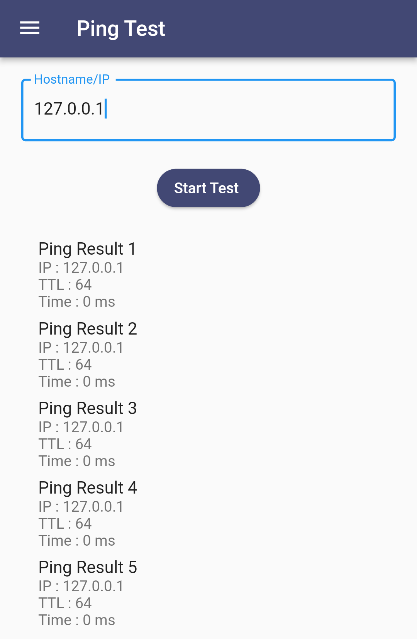 Ping Test
Hostname/IP
127.0.0.1
Start Test
Ping Result 1
IP : 127.0.0.1
TTL : 64
Time : 0 ms
Ping Result 2
IP : 127.0.0.1
TTL : 64
Time : 0 ms
Ping Result 3
IP : 127.0.0.1
TTL : 64
Time : 0 ms
Ping Result 4
IP : 127.0.0.1
TTL : 64
Time : 0 ms
Ping Result 5
IP : 127.0.0.1
TTL : 64
Time : 0 ms